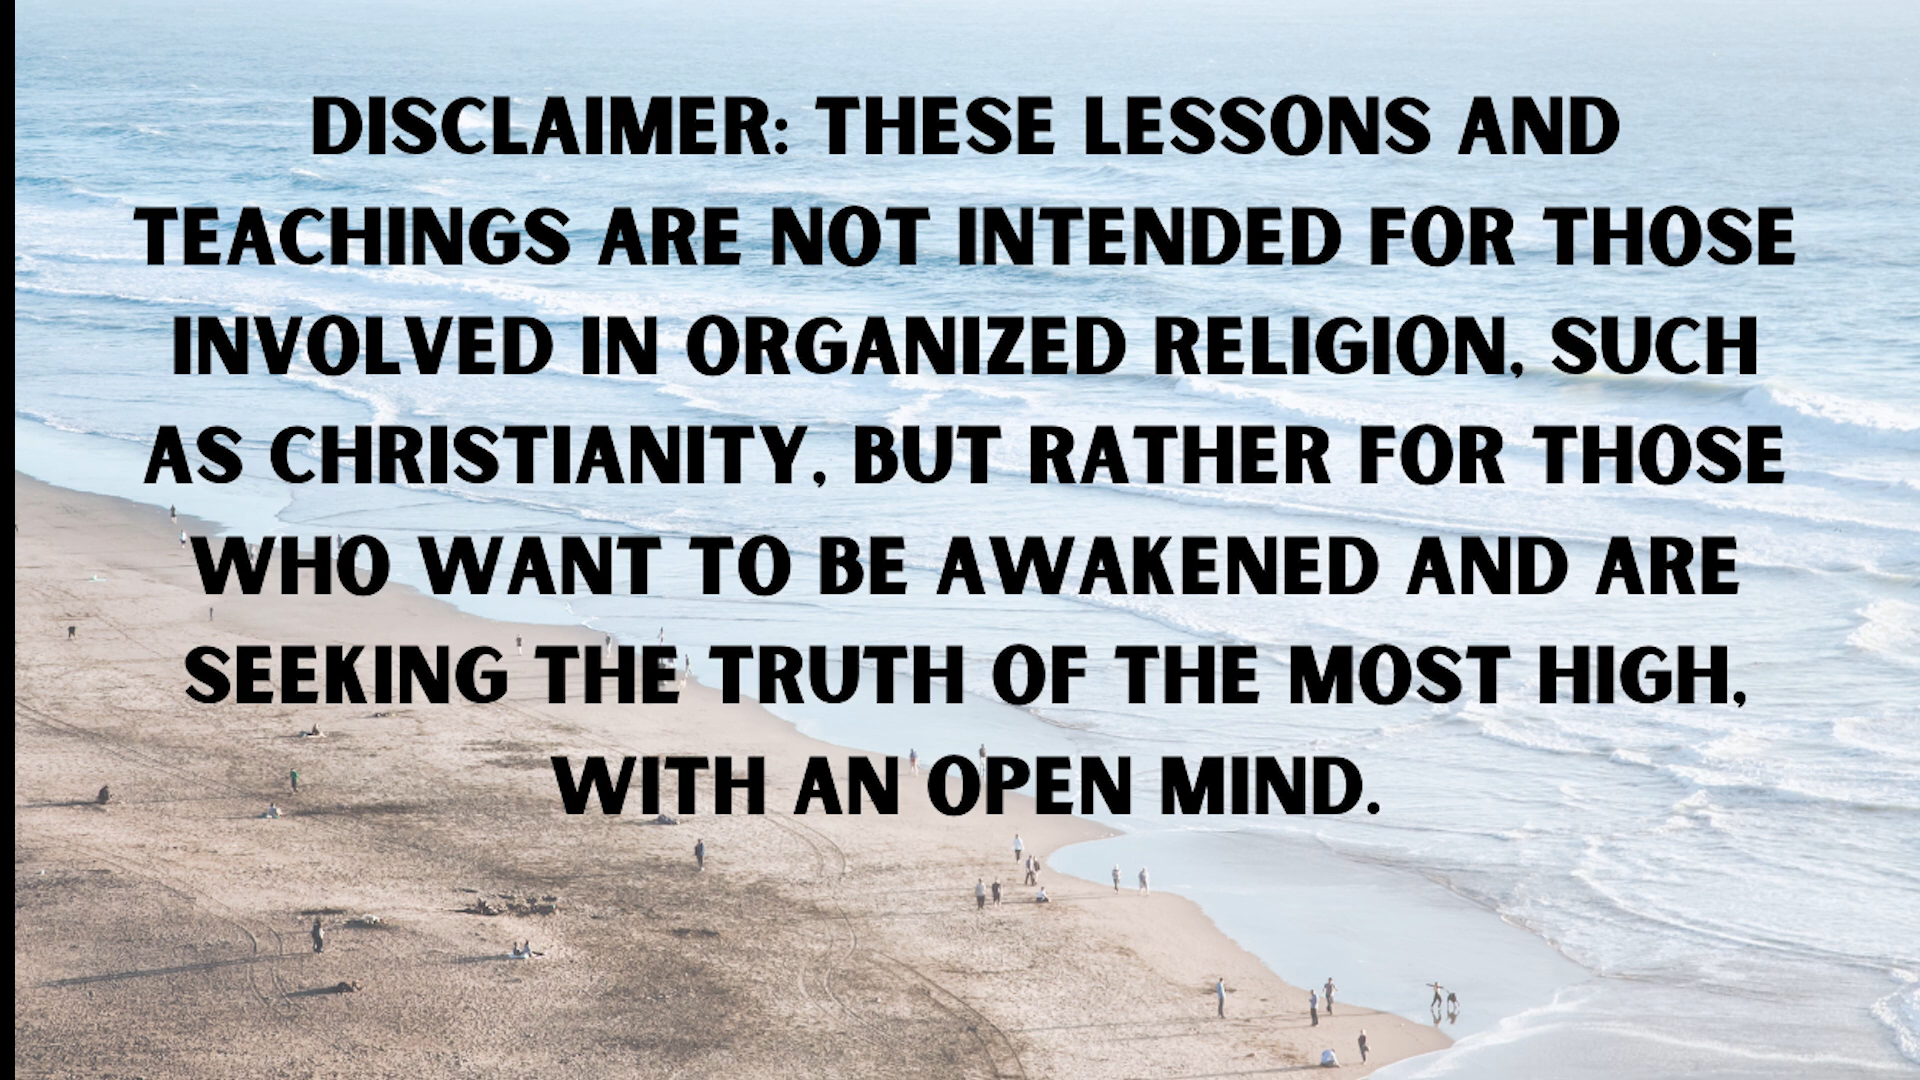 DISCLAIMER: THESE LESSONS AND
TEACHINGS ARE NOT INTENDED FOR THOSE
INVOLVED IN ORGANIZED RELIGION, SUCH
AS CHRISTIANITY, BUT RATHER FOR THOSE
WHO WANT TO BE AWAKENED AND ARE
SEEKING THE TRUTH OF THE MOST HIGH,
WITH AN OPEN MIND.